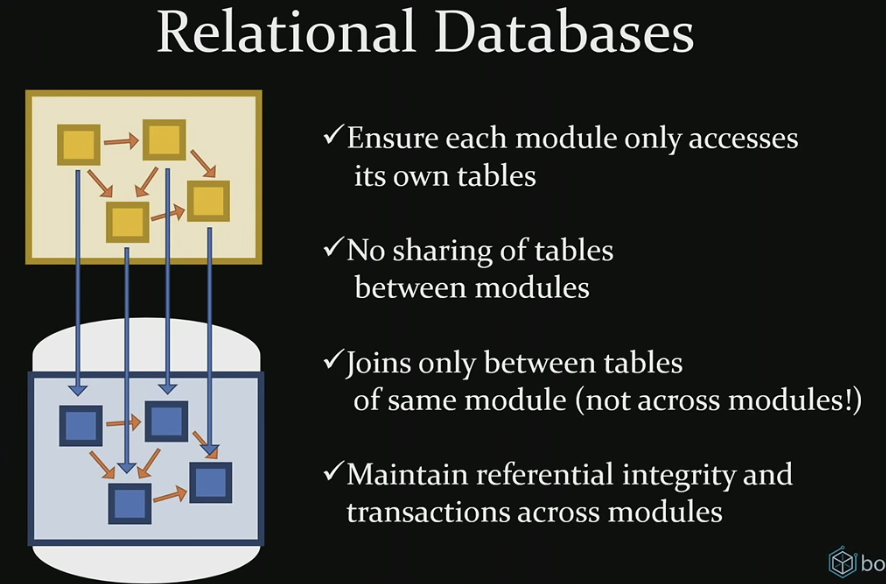 Relational Databases
✓Ensure each module only accesses
its own tables
✓No sharing of tables
between modules
✓Joins only between tables
of same module (not across modules!)
✓Maintain referential integrity and
transactions across modules
bo